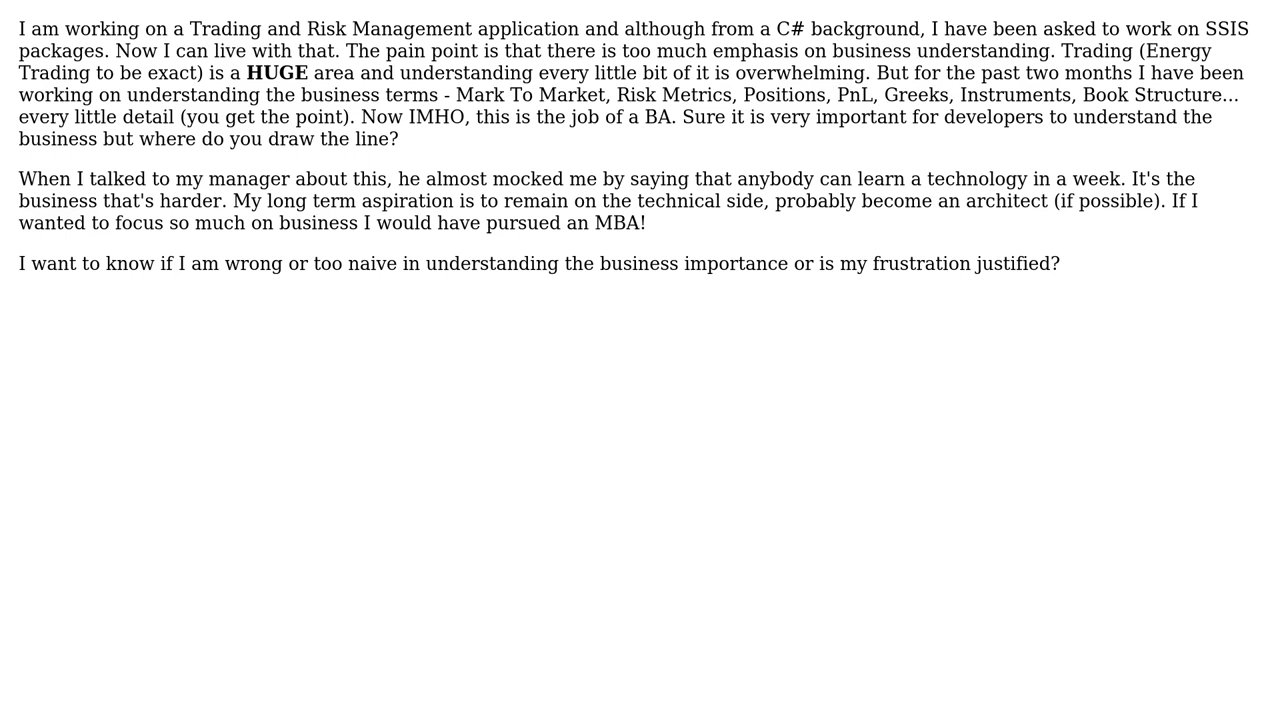 I am working on a Trading and Risk Management application and although from a C# background, I have been asked to work on SSIS
packages. Now I can live with that. The pain point is that there is too much emphasis on business understanding. Trading (Energy
Trading to be exact) is a HUGE area and understanding every little bit of it is overwhelming. But for the past two months I have been
working on understanding the business terms - Mark To Market, Risk Metrics, Positions, PnL, Greeks, Instruments, Book Structure...
every little detail (you get the point). Now IMHO, this is the job of a BA. Sure it is very important for developers to understand the
business but where do you draw the line?
When I talked to my manager about this, he almost mocked me by saying that anybody can learn a technology in a week. It's the
business that's harder. My long term aspiration is to remain on the technical side, probably become an architect (if possible). If I
wanted to focus so much on business I would have pursued an MBA!
I want to know if I am wrong or too naive in understanding the business importance or is my frustration justified?